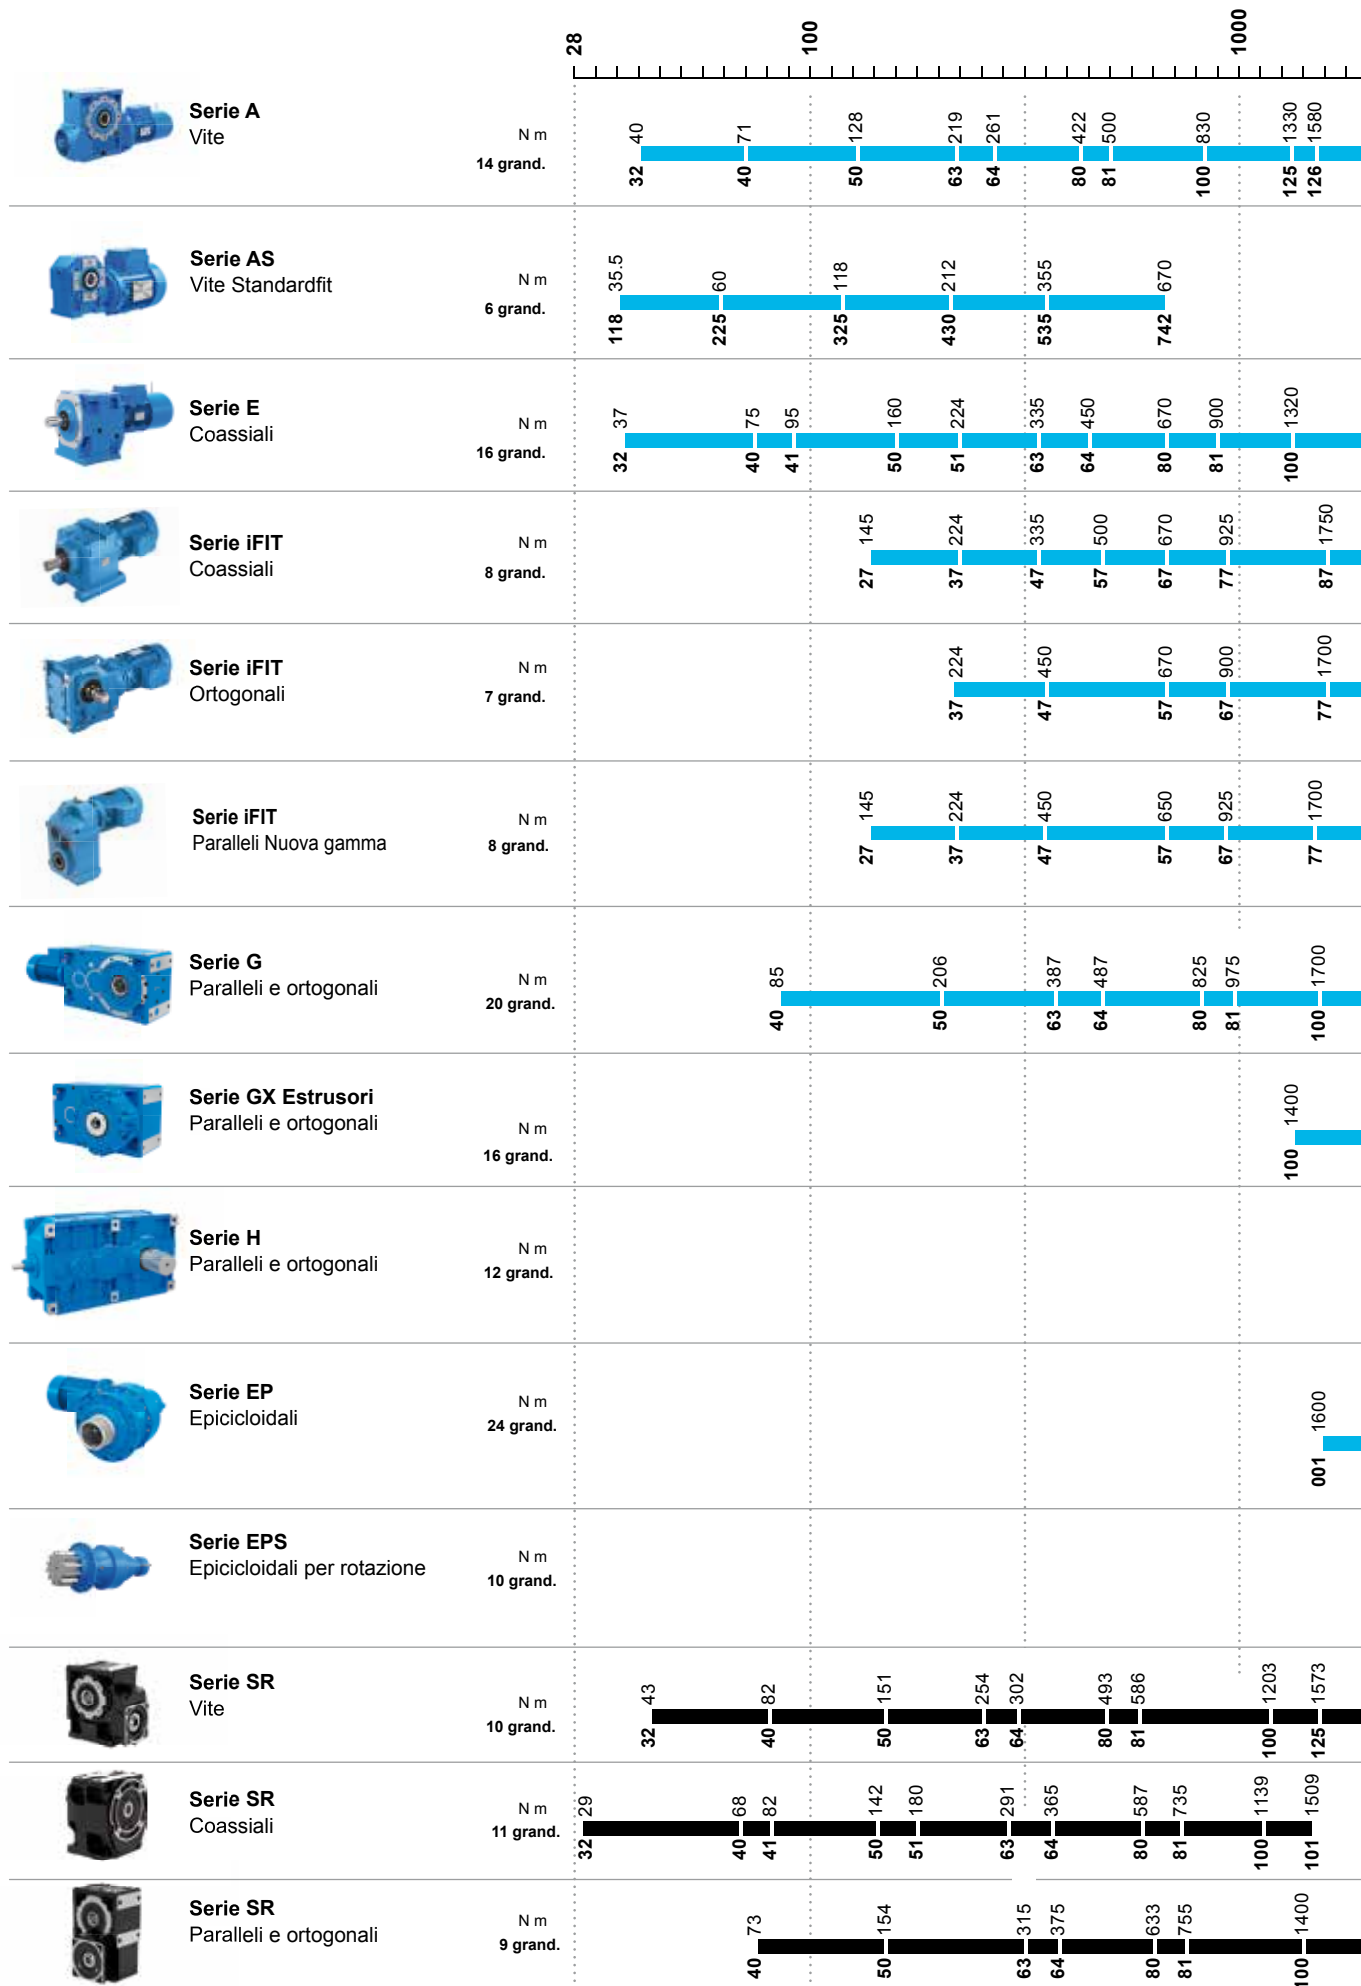 28 100 1000
Serie A
Vite
N m
14 grand.
40 71 128 219 261 422 500 830 1330 1580
32 40 50 63 64 80 81 100 125 126
Serie AS
Vite Standardfit
N m
6 grand.
35.5 60 118 212 355 670
118 225 325 430 535 742
Serie E
Coassiali
N m
16 grand.
37 75 95 160 224 335 450 670 900 1320
32 40 41 50 51 63 64 80 81 100
Serie iFIT
Coassiali
N m
8 grand.
145 224 335 500 670 925 1750
27 37 47 57 67 77 87
Serie iFIT
Ortogonali
N m
7 grand.
224 450 670 900 1700
37 47 57 67 77
Serie iFIT
Paralleli Nuova gamma
N m
8 grand.
145 224 450 650 925 1700
27 37 47 57 67 77
Serie G
Paralleli e ortogonali
N m
20 grand.
85 206 387 487 825 975 1700
40 50 63 64 80 81 100
Serie GX Estrusori
Paralleli e ortogonali
N m
16 grand.
1400
100
Serie H
Paralleli e ortogonali
N m
12 grand.
Serie EP
Epicicloidali
N m
24 grand.
1600
001
Serie EPS
Epicicloidali per rotazione
N m
10 grand.
Serie SR
Vite
N m
10 grand.
43 82 151 254 302 493 586 1203 1573
32 40 50 63 64 80 81 100 125
Serie SR
Coassiali
N m
11 grand.
29 68 82 142 180 291 365 587 735 1139 1509
32 40 41 50 51 63 64 80 81 100 101
Serie SR
Paralleli e ortogonali
N m
9 grand.
73 154 315 375 633 755 1400
40 50 63 64 80 81 100